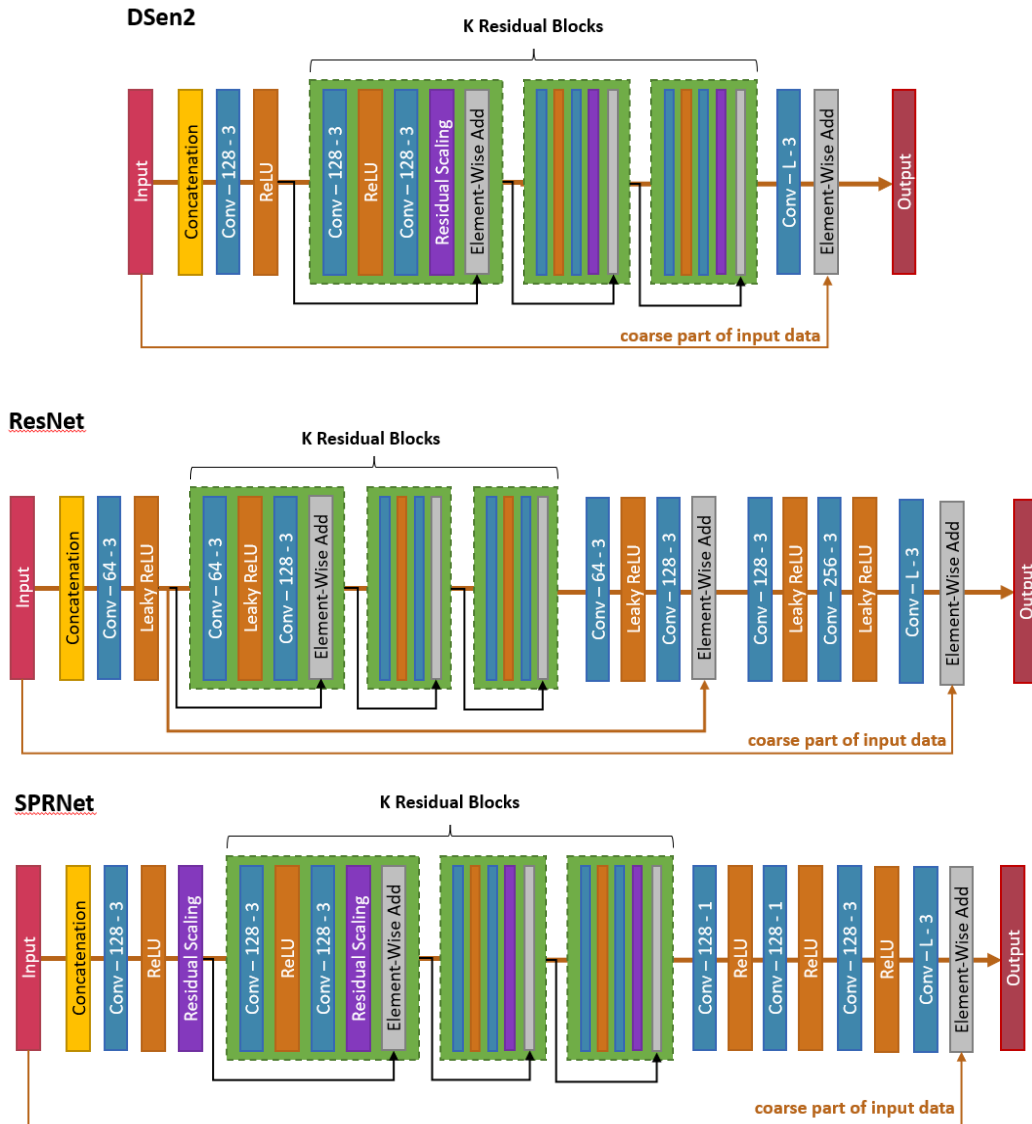 DSen2
K Residual Blocks
Input
Concatenation
Conv – 128 - 3
ReLU
Conv – 128 - 3
ReLU
Conv – 128 - 3
Residual Scaling
Element-Wise Add
Conv – L - 3
Element-Wise Add
Output
coarse part of input data
ResNet
K Residual Blocks
Input
Concatenation
Conv – 64 - 3
Leaky ReLU
Conv – 64 - 3
Leaky ReLU
Conv – 128 - 3
Element-Wise Add
Conv – 64 - 3
Leaky ReLU
Conv – 128 - 3
Element-Wise Add
Conv – 128 - 3
Leaky ReLU
Conv – 256 - 3
Leaky ReLU
Conv – L - 3
Element-Wise Add
Output
coarse part of input data
SPRNet
K Residual Blocks
Input
Concatenation
Conv – 128 - 3
ReLU
Residual Scaling
Conv – 128 - 3
ReLU
Conv – 128 - 3
Residual Scaling
Element-Wise Add
Conv – 128 - 1
ReLU
Conv – 128 - 1
ReLU
Conv – 128 - 3
ReLU
Conv – L - 3
Element-Wise Add
Output
coarse part of input data